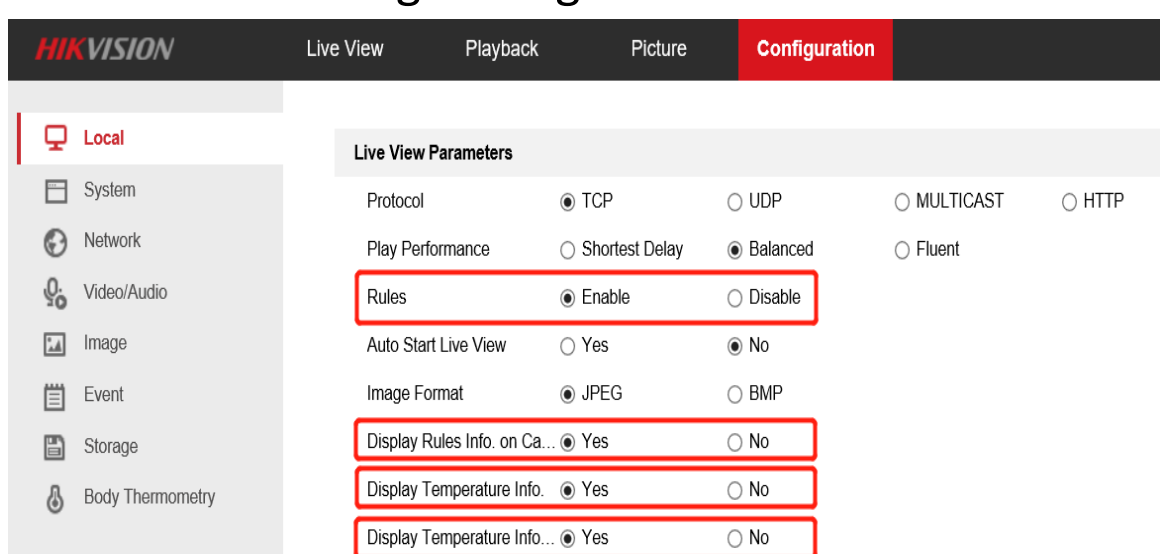 HIKVISION Live View Playback Picture Configuration
Local
System
Network
Video/Audio
Image
Event
Storage
Body Thermometry
Live View Parameters
Protocol TCP UDP MULTICAST HTTP
Play Performance Shortest Delay Balanced Fluent
Rules Enable Disable
Auto Start Live View Yes No
Image Format JPEG BMP
Display Rules Info. on Ca... Yes No
Display Temperature Info. Yes No
Display Temperature Info... Yes No